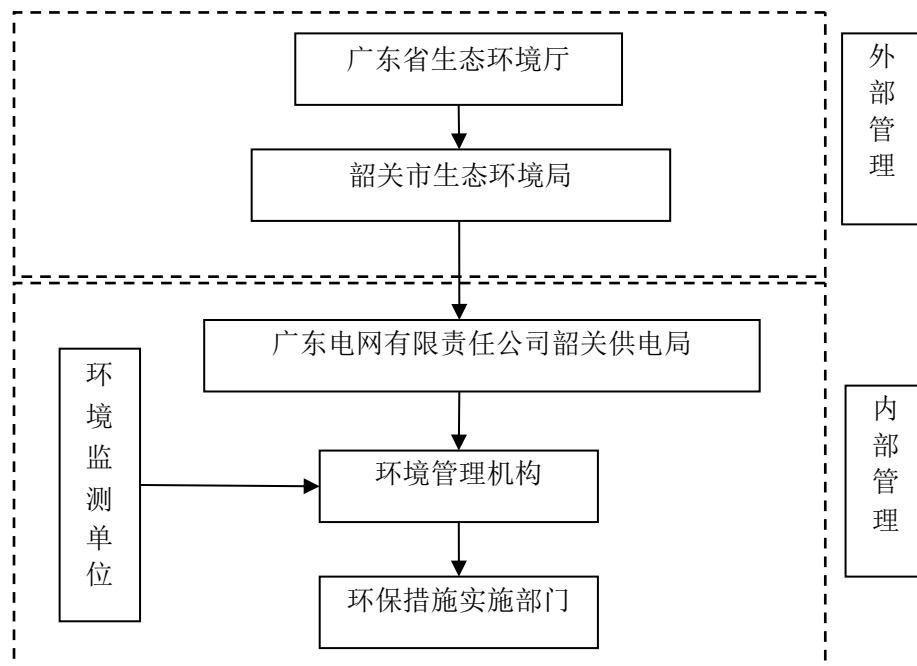 广东省生态环境厅
外部管理
韶关市生态环境局
广东电网有限责任公司韶关供电局
环境监测单位
内部管理
环境管理机构
环保措施实施部门